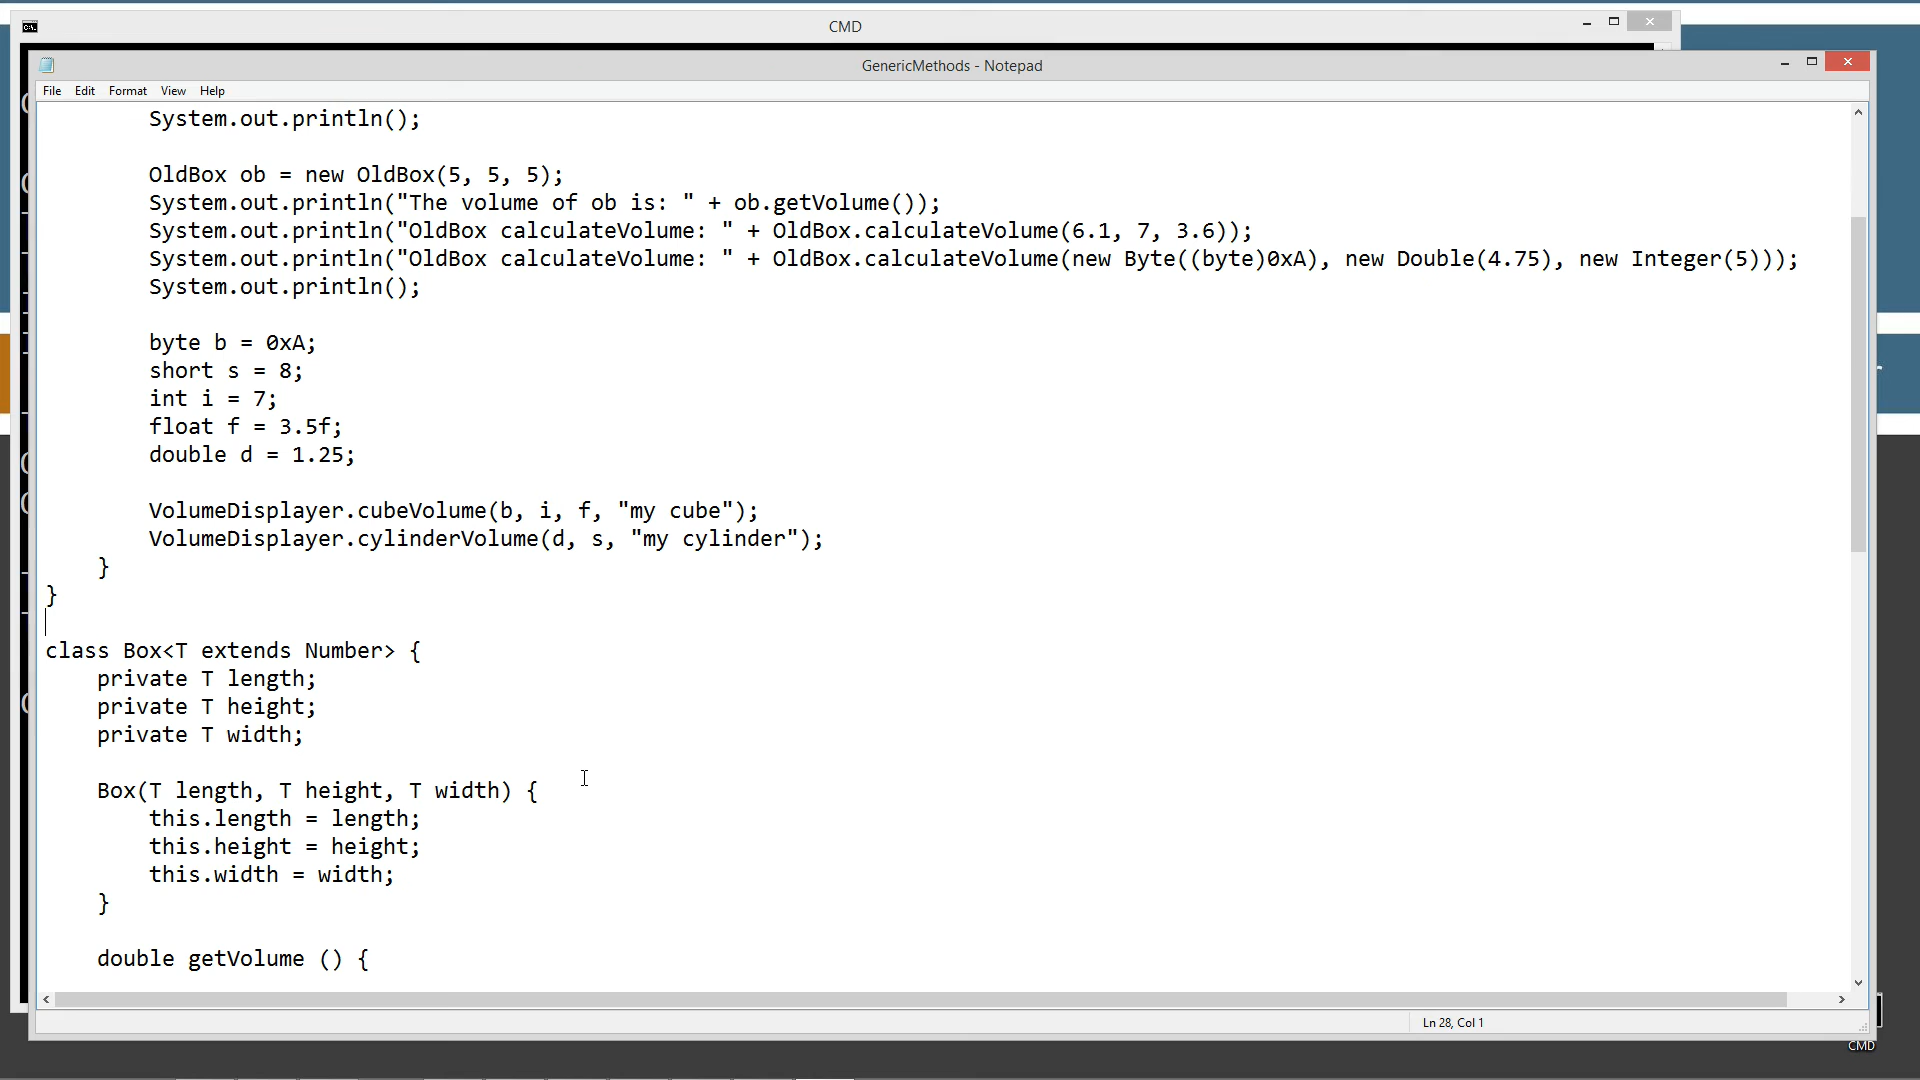 CMD
GenericMethods - Notepad
File Edit Format View Help
System.out.println();
OldBox ob = new OldBox(5, 5, 5);
System.out.println("The volume of ob is: " + ob.getVolume());
System.out.println("OldBox calculateVolume: " + OldBox.calculateVolume(6.1, 7, 3.6));
System.out.println("OldBox calculateVolume: " + OldBox.calculateVolume(new Byte((byte)0xA), new Double(4.75), new Integer(5)));
System.out.println();
byte b = 0xA;
short s = 8;
int i = 7;
float f = 3.5f;
double d = 1.25;
VolumeDisplayer.cubeVolume(b, i, f, "my cube");
VolumeDisplayer.cylinderVolume(d, s, "my cylinder");
}
}
class Box<T extends Number> {
private T length;
private T height;
private T width;
Box(T length, T height, T width) {
this.length = length;
this.height = height;
this.width = width;
}
double getVolume () {
Ln 28, Col 1
CMD